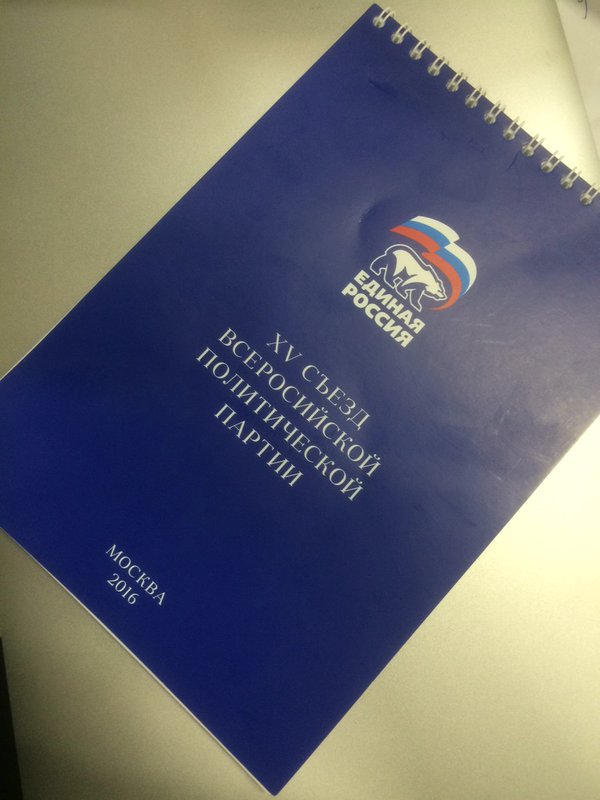 ЕДИНАЯ
РОССИЯ
XV СЪЕЗД
ВСЕРОСИЙСКОЙ
ПОЛИТИЧЕСКОЙ
ПАРТИИ
МОСКВА
2016